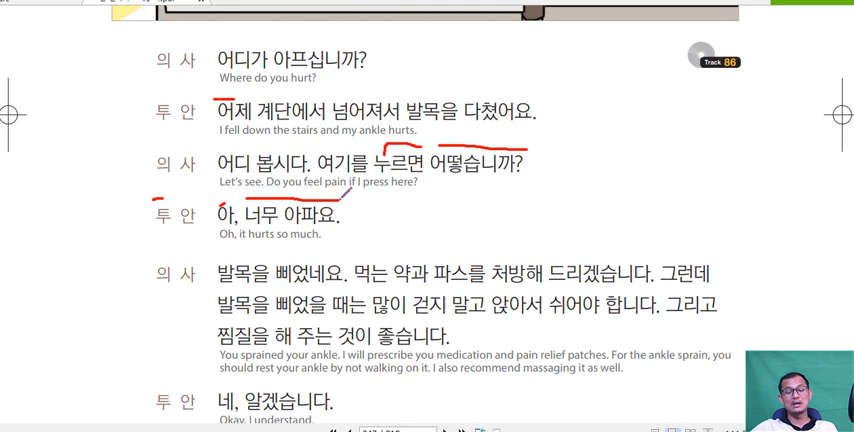 의 사 어디가 아프십니까?
Where do you hurt?
Track 86
투 안 어제 계단에서 넘어져서 발목을 다쳤어요.
I fell down the stairs and my ankle hurts.
의 사 어디 봅시다. 여기를 누르면 어떻습니까?
Let's see. Do you feel pain if I press here?
투 안 아, 너무 아파요.
Oh, it hurts so much.
의 사 발목을 삐었네요. 먹는 약과 파스를 처방해 드리겠습니다. 그런데
발목을 삐었을 때는 많이 걷지 말고 앉아서 쉬어야 합니다. 그리고
찜질을 해 주는 것이 좋습니다.
You sprained your ankle. I will prescribe you medication and pain relief patches. For the ankle sprain, you
should rest your ankle by not walking on it. I also recommend massaging it as well.
투 안 네, 알겠습니다.
Okay. I understand.